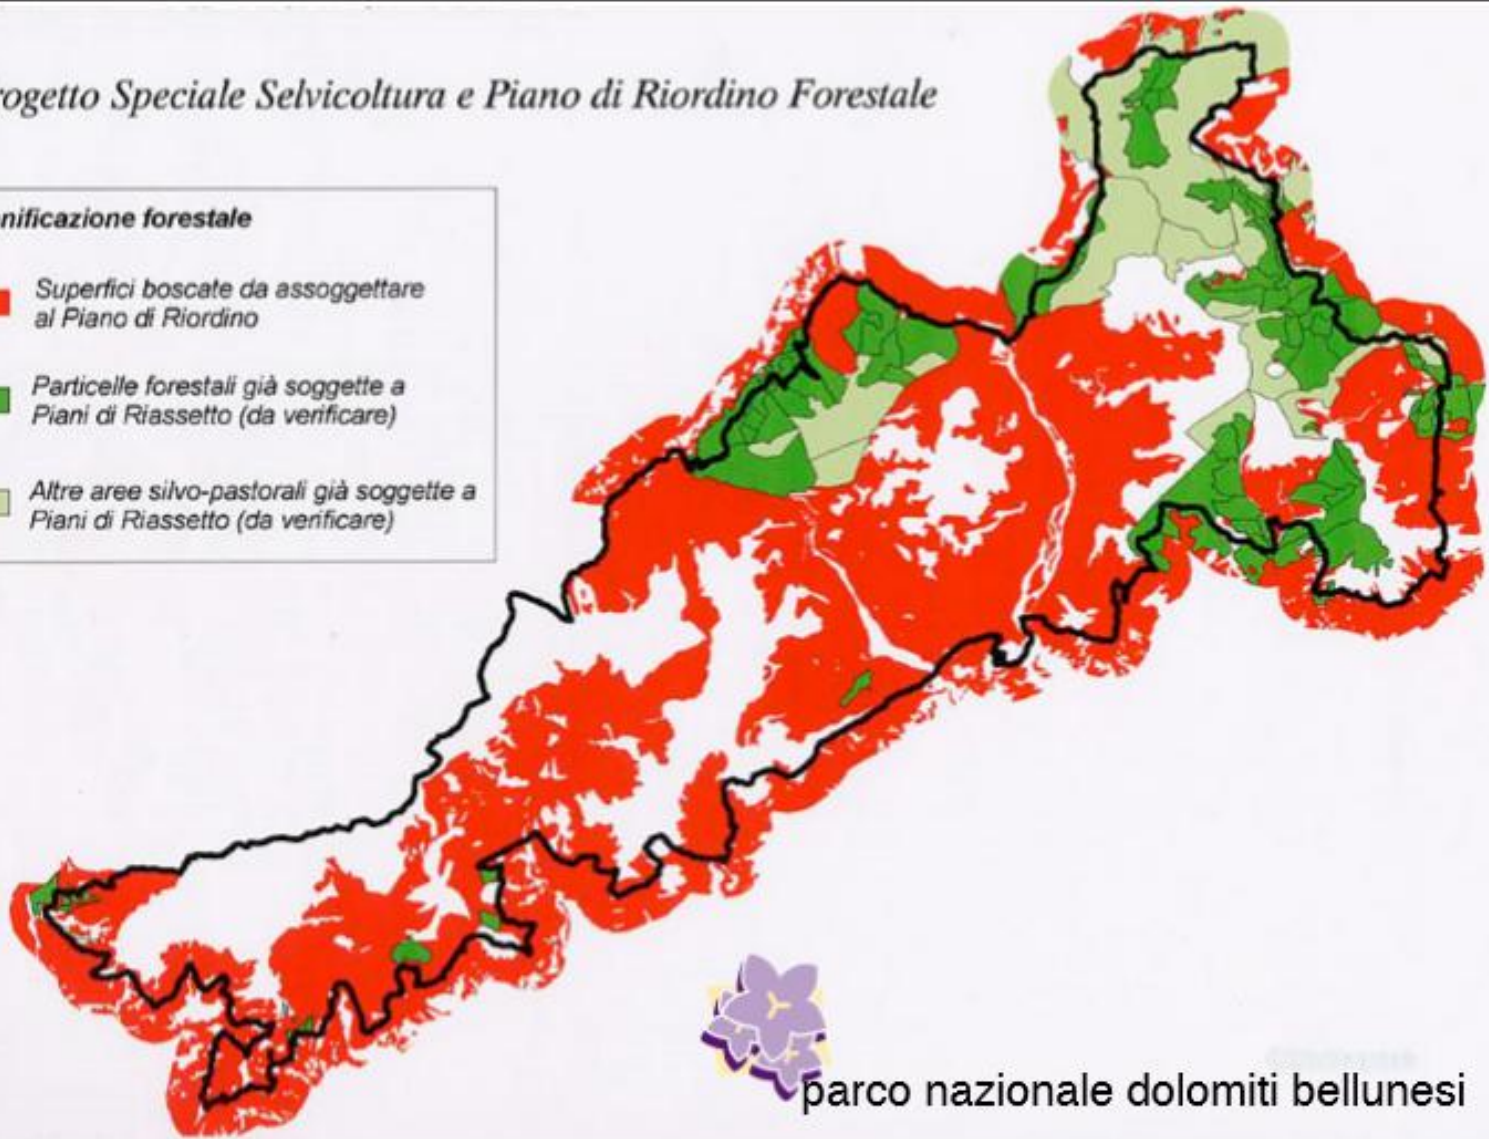 rogetto Speciale Selvicoltura e Piano di Riordino Forestale
nificazione forestale
Superfici boscate da assoggettare
al Piano di Riordino
Particelle forestali già soggette a
Piani di Riassetto (da verificare)
Altre aree silvo-pastorali già soggette a
Piani di Riassetto (da verificare)
parco nazionale dolomiti bellunesi